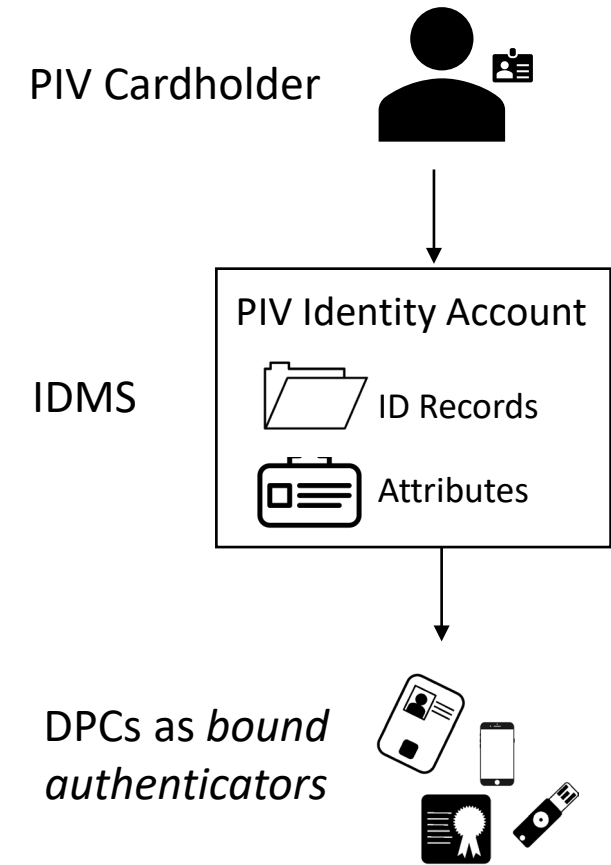 PIV Cardholder
PIV Identity Account
IDMS
ID Records
Attributes
DPCs as bound
authenticators